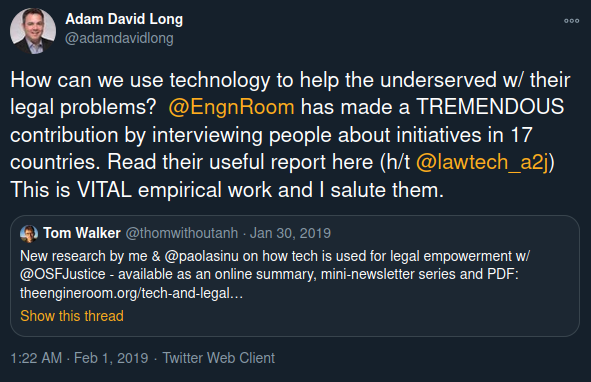 Adam David Long
@adamdavidlong
How can we use technology to help the underserved w/ their
legal problems? @EngnRoom has made a TREMENDOUS
contribution by interviewing people about initiatives in 17
countries. Read their useful report here (h/t @lawtech_a2j)
This is VITAL empirical work and I salute them.
Tom Walker @thomwithoutanh · Jan 30, 2019
New research by me & @paolasinu on how tech is used for legal empowerment w/
@OSFJustice - available as an online summary, mini-newsletter series and PDF:
theengineroom.org/tech-and-legal…
Show this thread
1:22 AM · Feb 1, 2019 · Twitter Web Client